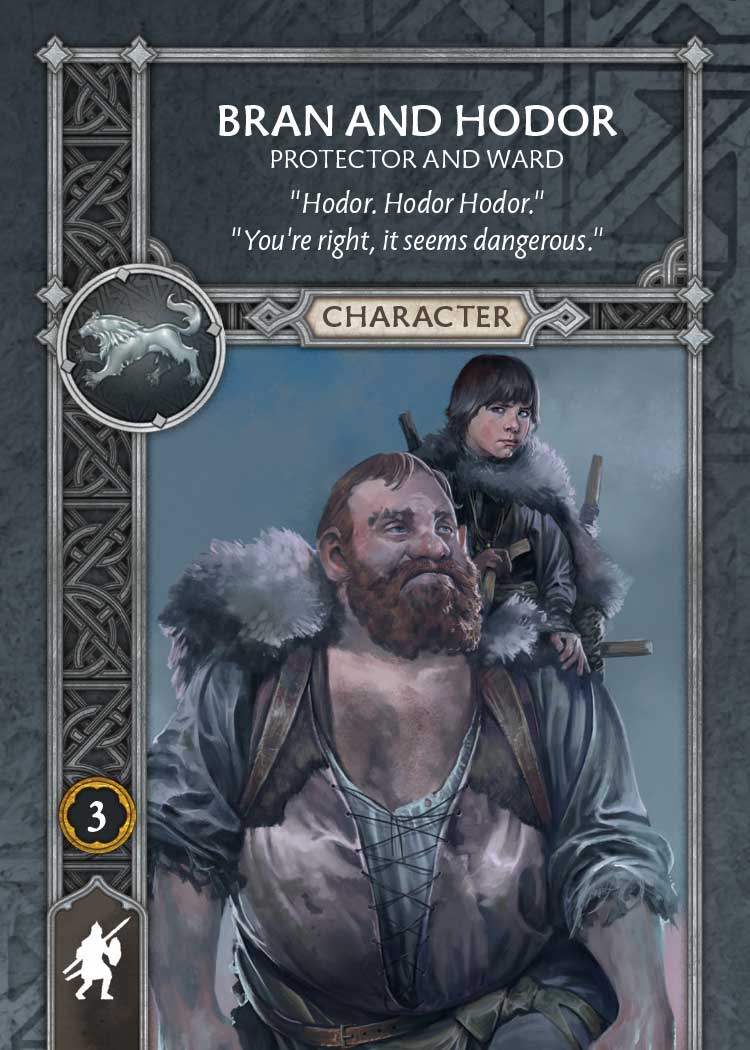 BRAN AND HODOR
PROTECTOR AND WARD
"Hodor. Hodor Hodor."
"You're right, it seems dangerous."
CHARACTER
3